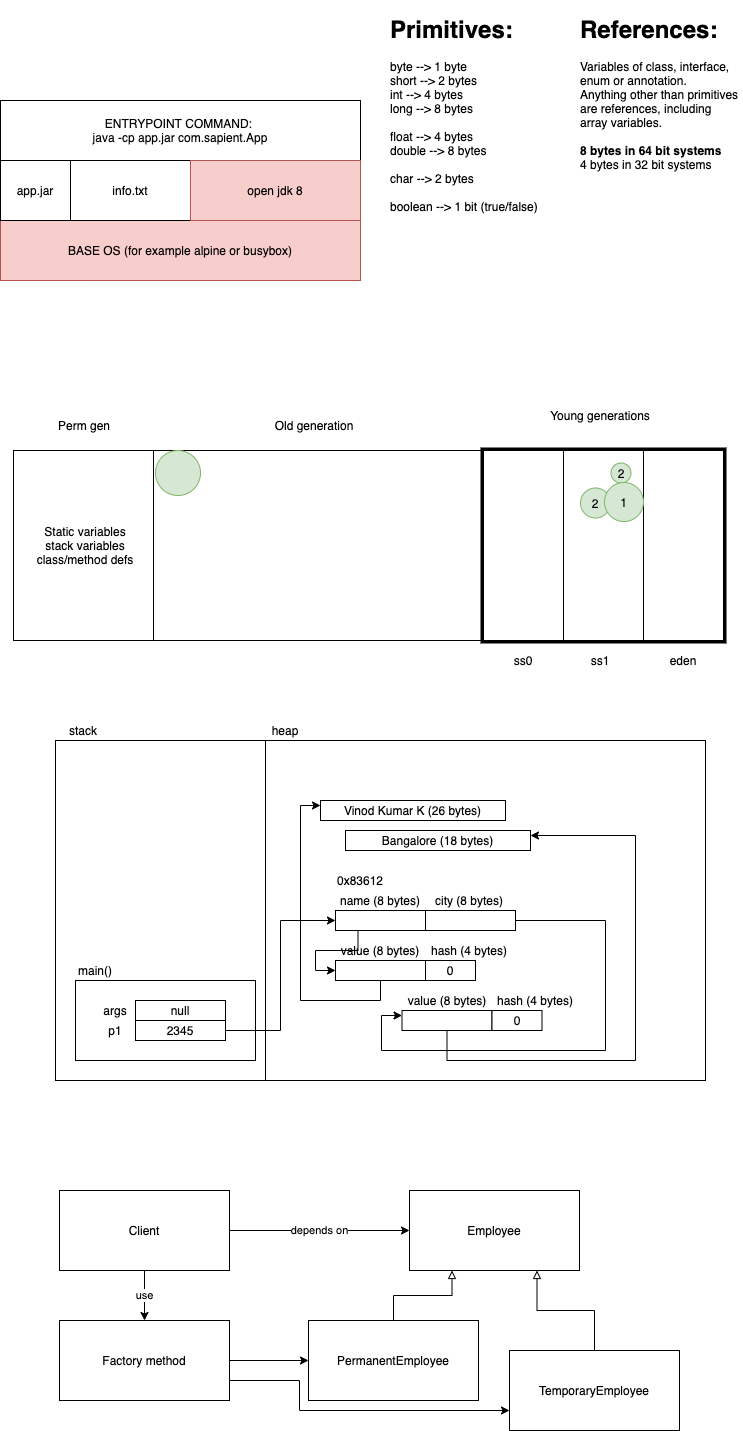 Primitives:
byte --> 1 byte
short --> 2 bytes
int --> 4 bytes
long --> 8 bytes
float --> 4 bytes
double --> 8 bytes
char --> 2 bytes
boolean --> 1 bit (true/false)
References:
Variables of class, interface,
enum or annotation.
Anything other than primitives
are references, including
array variables.
8 bytes in 64 bit systems
4 bytes in 32 bit systems
ENTRYPOINT COMMAND:
java -cp app.jar com.sapient.App
app.jar
info.txt
open jdk 8
BASE OS (for example alpine or busybox)
Perm gen
Old generation
Young generations
Static variables
stack variables
class/method defs
2
2
1
ss0
ss1
eden
stack
heap
Vinod Kumar K (26 bytes)
Bangalore (18 bytes)
0x83612
name (8 bytes)
city (8 bytes)
value (8 bytes)
hash (4 bytes)
0
value (8 bytes)
hash (4 bytes)
0
main()
args
null
p1
2345
Client
depends on
Employee
use
Factory method
PermanentEmployee
TemporaryEmployee